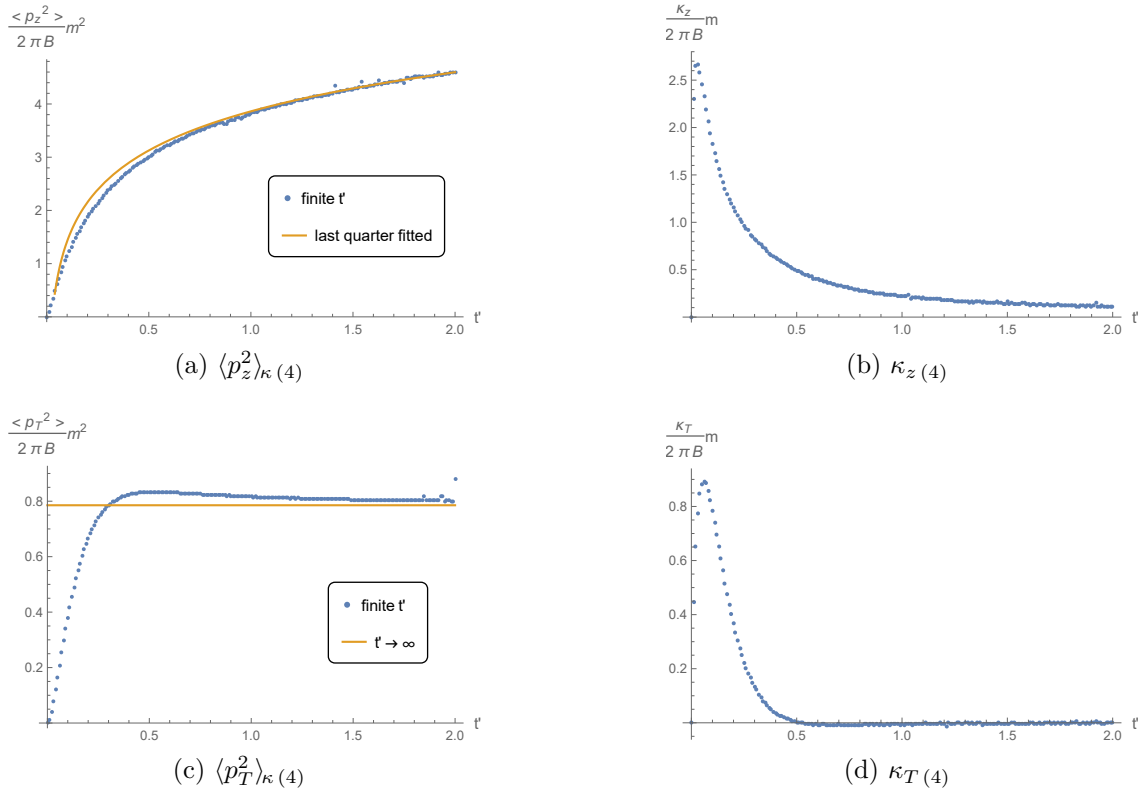 < p_z^2 > / 2 π B m^2
4
3
2
1
0.5 1.0 1.5 2.0 t'
finite t'
last quarter fitted
(a) ⟨p_z^2⟩_κ (4)
κ_z / 2 π B m
2.5
2.0
1.5
1.0
0.5
0.5 1.0 1.5 2.0 t'
(b) κ_z (4)
< p_T^2 > / 2 π B m^2
0.8
0.6
0.4
0.2
0.5 1.0 1.5 2.0 t'
finite t'
t' → ∞
(c) ⟨p_T^2⟩_κ (4)
κ_T / 2 π B m
0.8
0.6
0.4
0.2
0.5 1.0 1.5 2.0 t'
(d) κ_T (4)